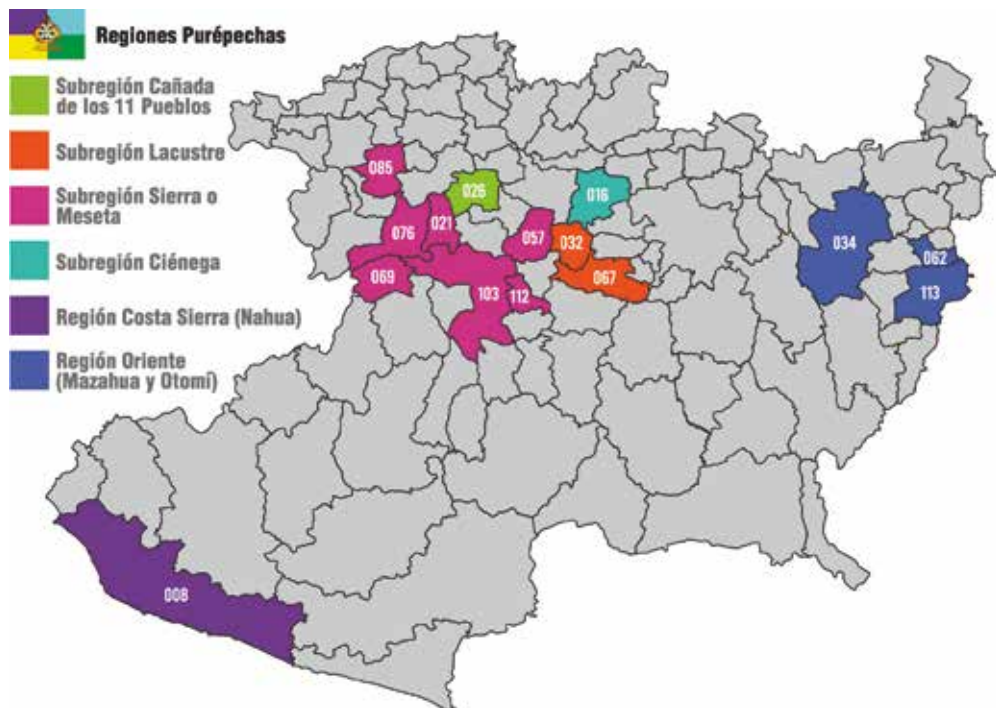 Regiones Purépechas
Subregión Cañada
de los 11 Pueblos
Subregión Lacustre
Subregión Sierra o
Meseta
Subregión Ciénega
Región Costa Sierra (Nahua)
Región Oriente
(Mazahua y Otomí)
085
026
016
021
076
057
032
034
062
069
067
103
112
113
008